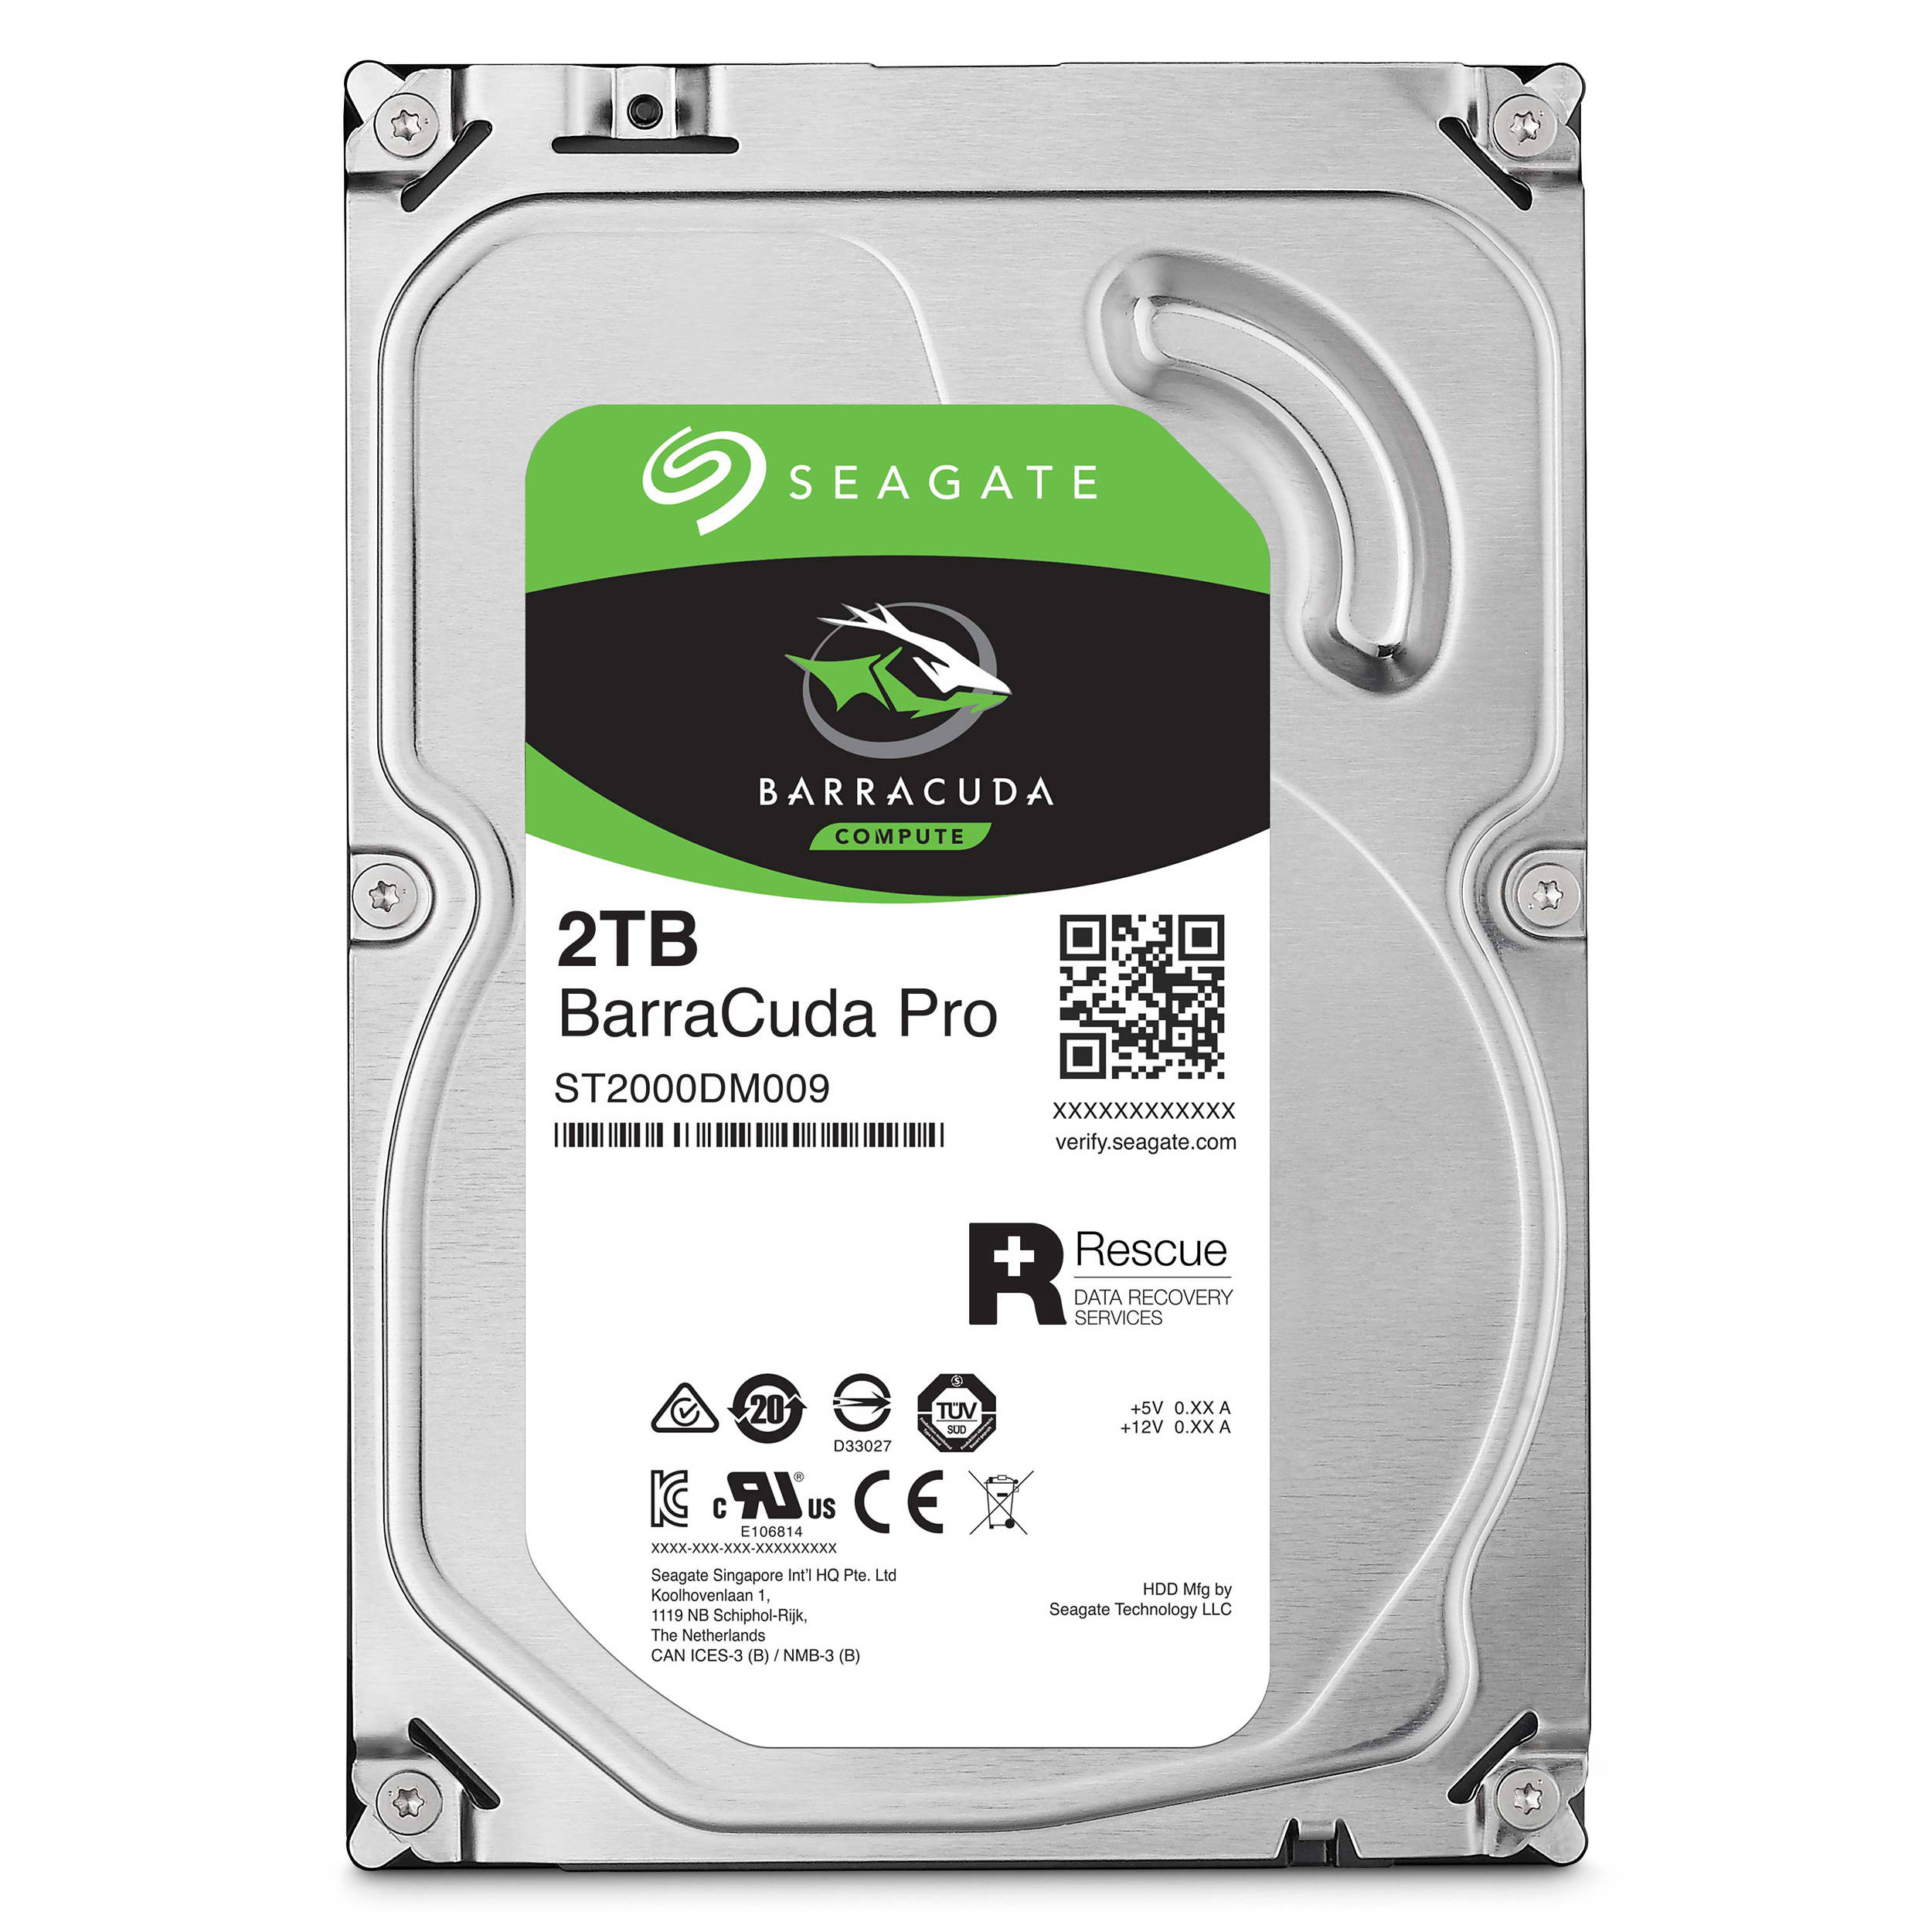 SEAGATE
BARRACUDA
COMPUTE
2TB
BarraCuda Pro
ST2000DM009
XXXXXXXXXXXX
verify.seagate.com
R Rescue
DATA RECOVERY
SERVICES
20
D33027
TÜV
SÜD
+5V 0.XX A
+12V 0.XX A
c RU US
®
CE
E106814
XXXX-XXX-XXX-XXXXXXXXX
Seagate Singapore Int'l HQ Pte. Ltd
Koolhovenlaan 1,
1119 NB Schiphol-Rijk,
The Netherlands
CAN ICES-3 (B) / NMB-3 (B)
HDD Mfg by
Seagate Technology LLC